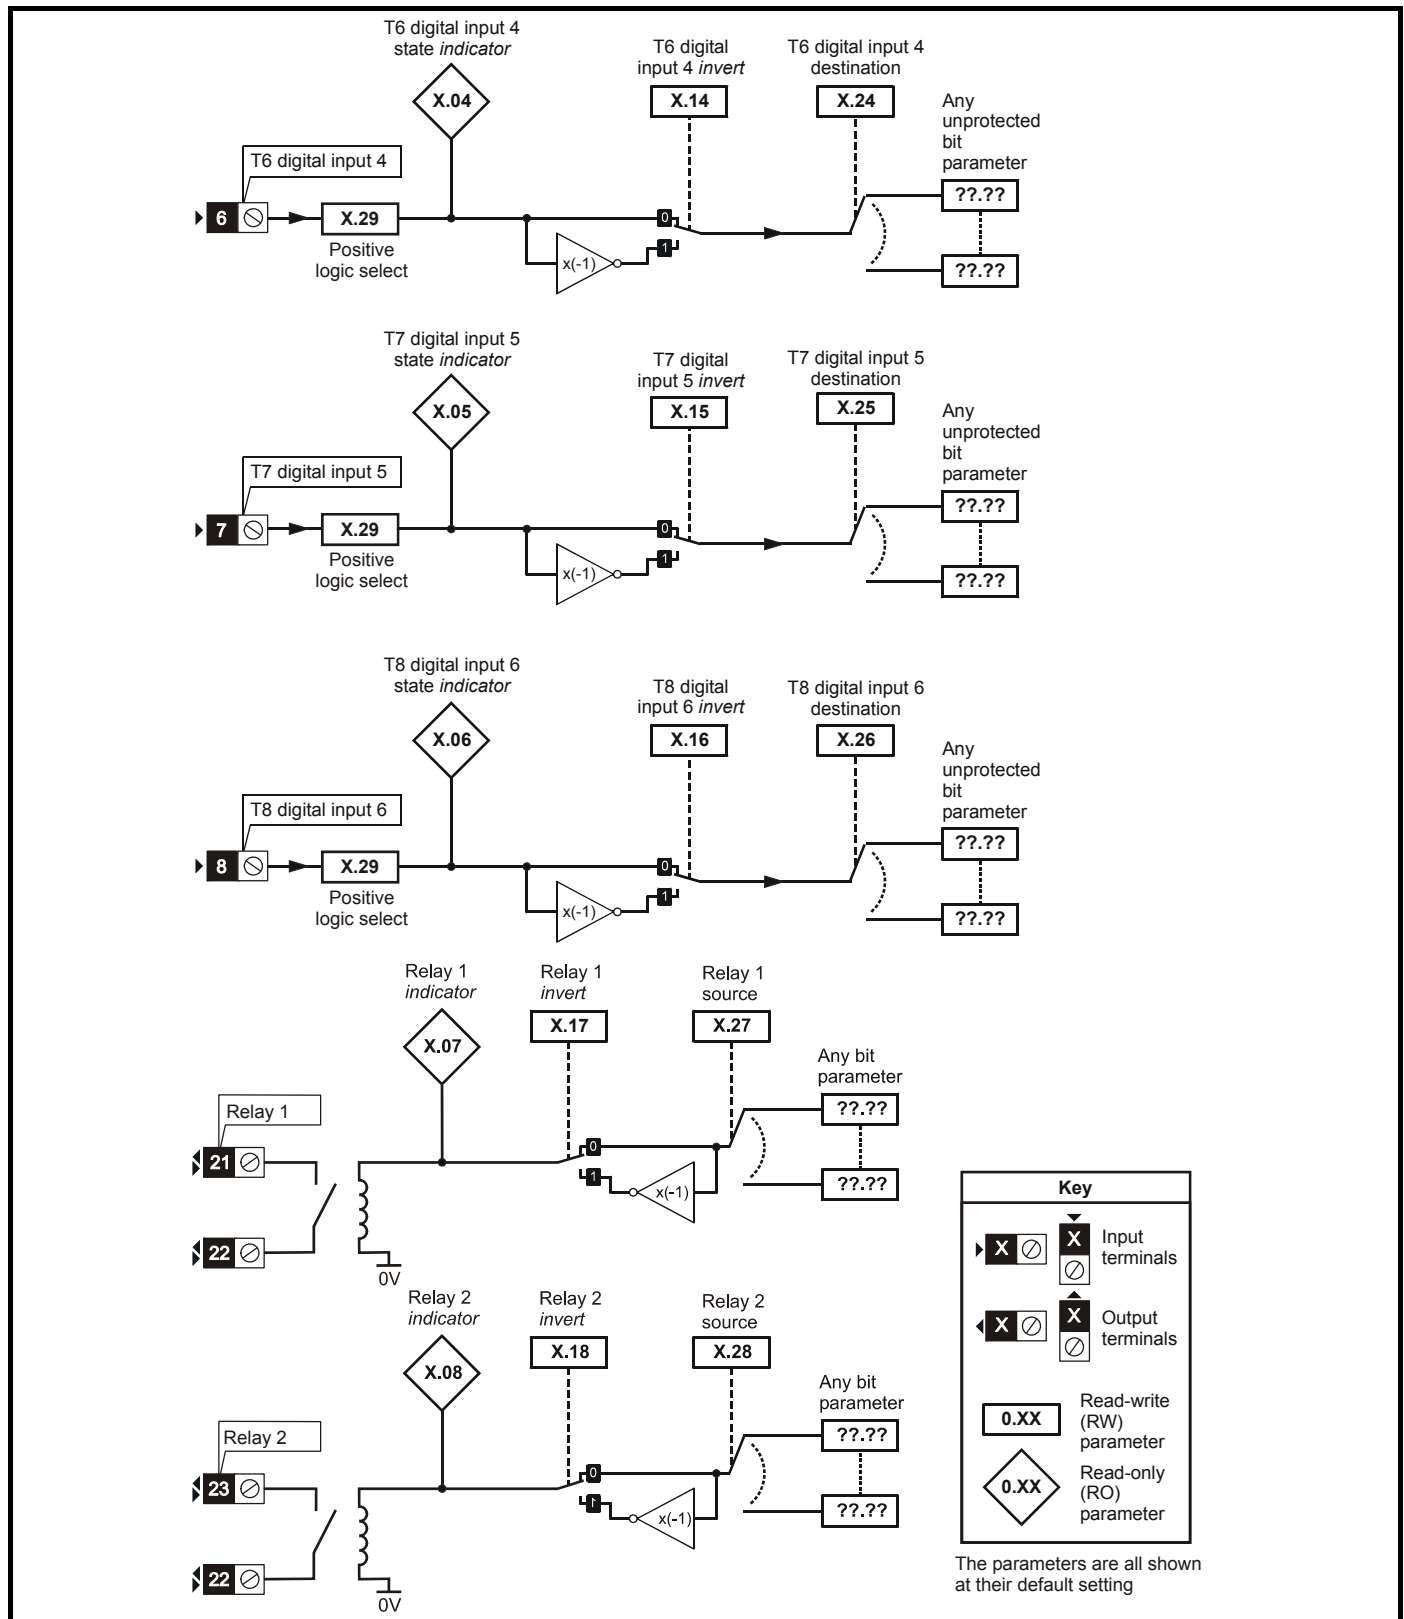 T6 digital input 4
state indicator
X.04
T6 digital
input 4 invert
X.14
T6 digital input 4
destination
X.24
Any
unprotected
bit
parameter
??.??
??.??
T6 digital input 4
6
X.29
Positive
logic select
0
1
x(-1)
T7 digital input 5
state indicator
X.05
T7 digital
input 5 invert
X.15
T7 digital input 5
destination
X.25
Any
unprotected
bit
parameter
??.??
??.??
T7 digital input 5
7
X.29
Positive
logic select
0
1
x(-1)
T8 digital input 6
state indicator
X.06
T8 digital
input 6 invert
X.16
T8 digital input 6
destination
X.26
Any
unprotected
bit
parameter
??.??
??.??
T8 digital input 6
8
X.29
Positive
logic select
0
1
x(-1)
Relay 1
indicator
X.07
Relay 1
invert
X.17
Relay 1
source
X.27
Any bit
parameter
??.??
??.??
Relay 1
21
22
0
1
x(-1)
0V
Relay 2
indicator
X.08
Relay 2
invert
X.18
Relay 2
source
X.28
Any bit
parameter
??.??
??.??
Relay 2
23
22
0
1
x(-1)
0V
Key
X
X
Input
terminals
X
X
Output
terminals
0.XX
Read-write
(RW)
parameter
0.XX
Read-only
(RO)
parameter
The parameters are all shown
at their default setting